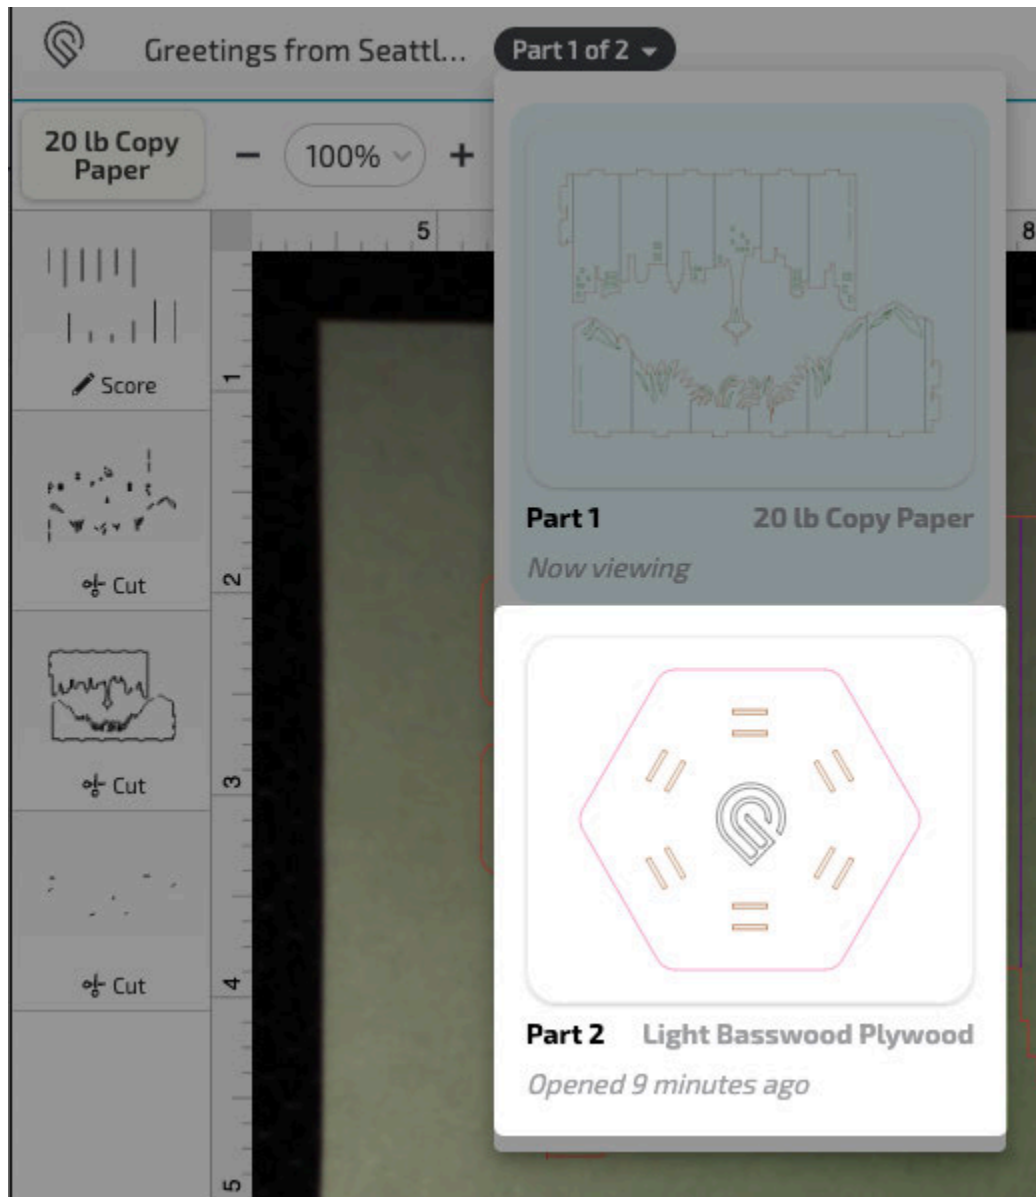 Greetings from Seattl...
Part 1 of 2
20 lb Copy
Paper
100%
5
8
Score
1
Cut
2
Cut
3
Cut
4
5
Part 1
20 lb Copy Paper
Now viewing
Part 2
Light Basswood Plywood
Opened 9 minutes ago